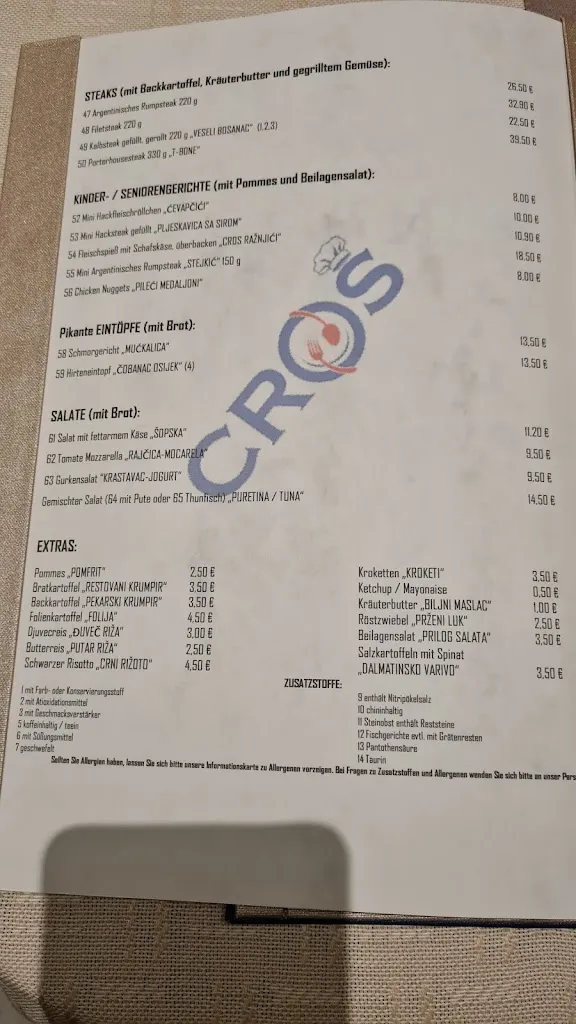 STEAKS (mit Backkartoffel, Kräuterbutter und gegrilltem Gemüse):
47 Argentinisches Rumpsteak 220 g 26,50 €
48 Filetsteak 220 g 32,90 €
49 Kalbsteak gefüllt, gerollt 220 g „VESELI BOSANAC" (1,2,3) 22,50 €
50 Porterhousesteak 330 g „T-BONE" 39,50 €
KINDER- / SENIORENGERICHTE (mit Pommes und Beilagensalat):
52 Mini Hackfleischröllchen „ĆEVAPČIĆI" 8,00 €
53 Mini Hacksteak gefüllt „PLJESKAVICA SA SIROM" 10,00 €
54 Fleischspieß mit Schafskäse, überbacken „CROS RAŽNJIĆI" 10,90 €
55 Mini Argentinisches Rumpsteak „STEJKIĆ" 150 g 18,50 €
56 Chicken Nuggets „PILEĆI MEDALJONI" 8,00 €
CROS
Pikante EINTÖPFE (mit Brot):
58 Schmorgericht „MUĆKALICA" 13,50 €
59 Hirteneintopf „ČOBANAC OSIJEK" (4) 13,50 €
SALATE (mit Brot):
61 Salat mit fettarmem Käse „ŠOPSKA" 11,20 €
62 Tomate Mozzarella „RAJČICA-MOCARELA" 9,50 €
63 Gurkensalat "KRASTAVAC-JOGURT" 9,50 €
Gemischter Salat (64 mit Pute oder 65 Thunfisch) „PURETINA / TUNA" 14,50 €
EXTRAS:
Pommes „POMFRIT" 2,50 €
Bratkartoffel „RESTOVANI KRUMPIR" 3,50 €
Backkartoffel „PEKARSKI KRUMPIR" 3,50 €
Folienkartoffel „FOLIJA" 4,50 €
Djuvecreis „ĐUVEČ RIŽA" 3,00 €
Butterreis „PUTAR RIŽA" 2,50 €
Schwarzer Risotto „CRNI RIŽOTO" 4,50 €
Kroketten „KROKETI" 3,50 €
Ketchup / Mayonaise 0,50 €
Kräuterbutter „BILJNI MASLAC" 1,00 €
Röstzwiebel „PRŽENI LUK" 2,50 €
Beilagensalat „PRILOG SALATA" 3,50 €
Salzkartoffeln mit Spinat
„DALMATINSKO VARIVO" 3,50 €
ZUSATZSTOFFE:
1 mit Farb- oder Konservierungsstoff
2 mit Atioxidationsmittel
3 mit Geschmacksverstärker
5 koffeinhaltig / teein
6 mit Süßungsmittel
7 geschwefelt
9 enthält Nitripökelsalz
10 chininhaltig
11 Steinobst enthält Reststeine
12 Fischgerichte evtl. mit Grätenresten
13 Pantothensäure
14 Taurin
Sollten Sie Allergien haben, lassen Sie sich bitte unsere Informationskarte zu Allergenen vorzeigen. Bei Fragen zu Zusatzstoffen und Allergenen wenden Sie sich bitte an unser Pers